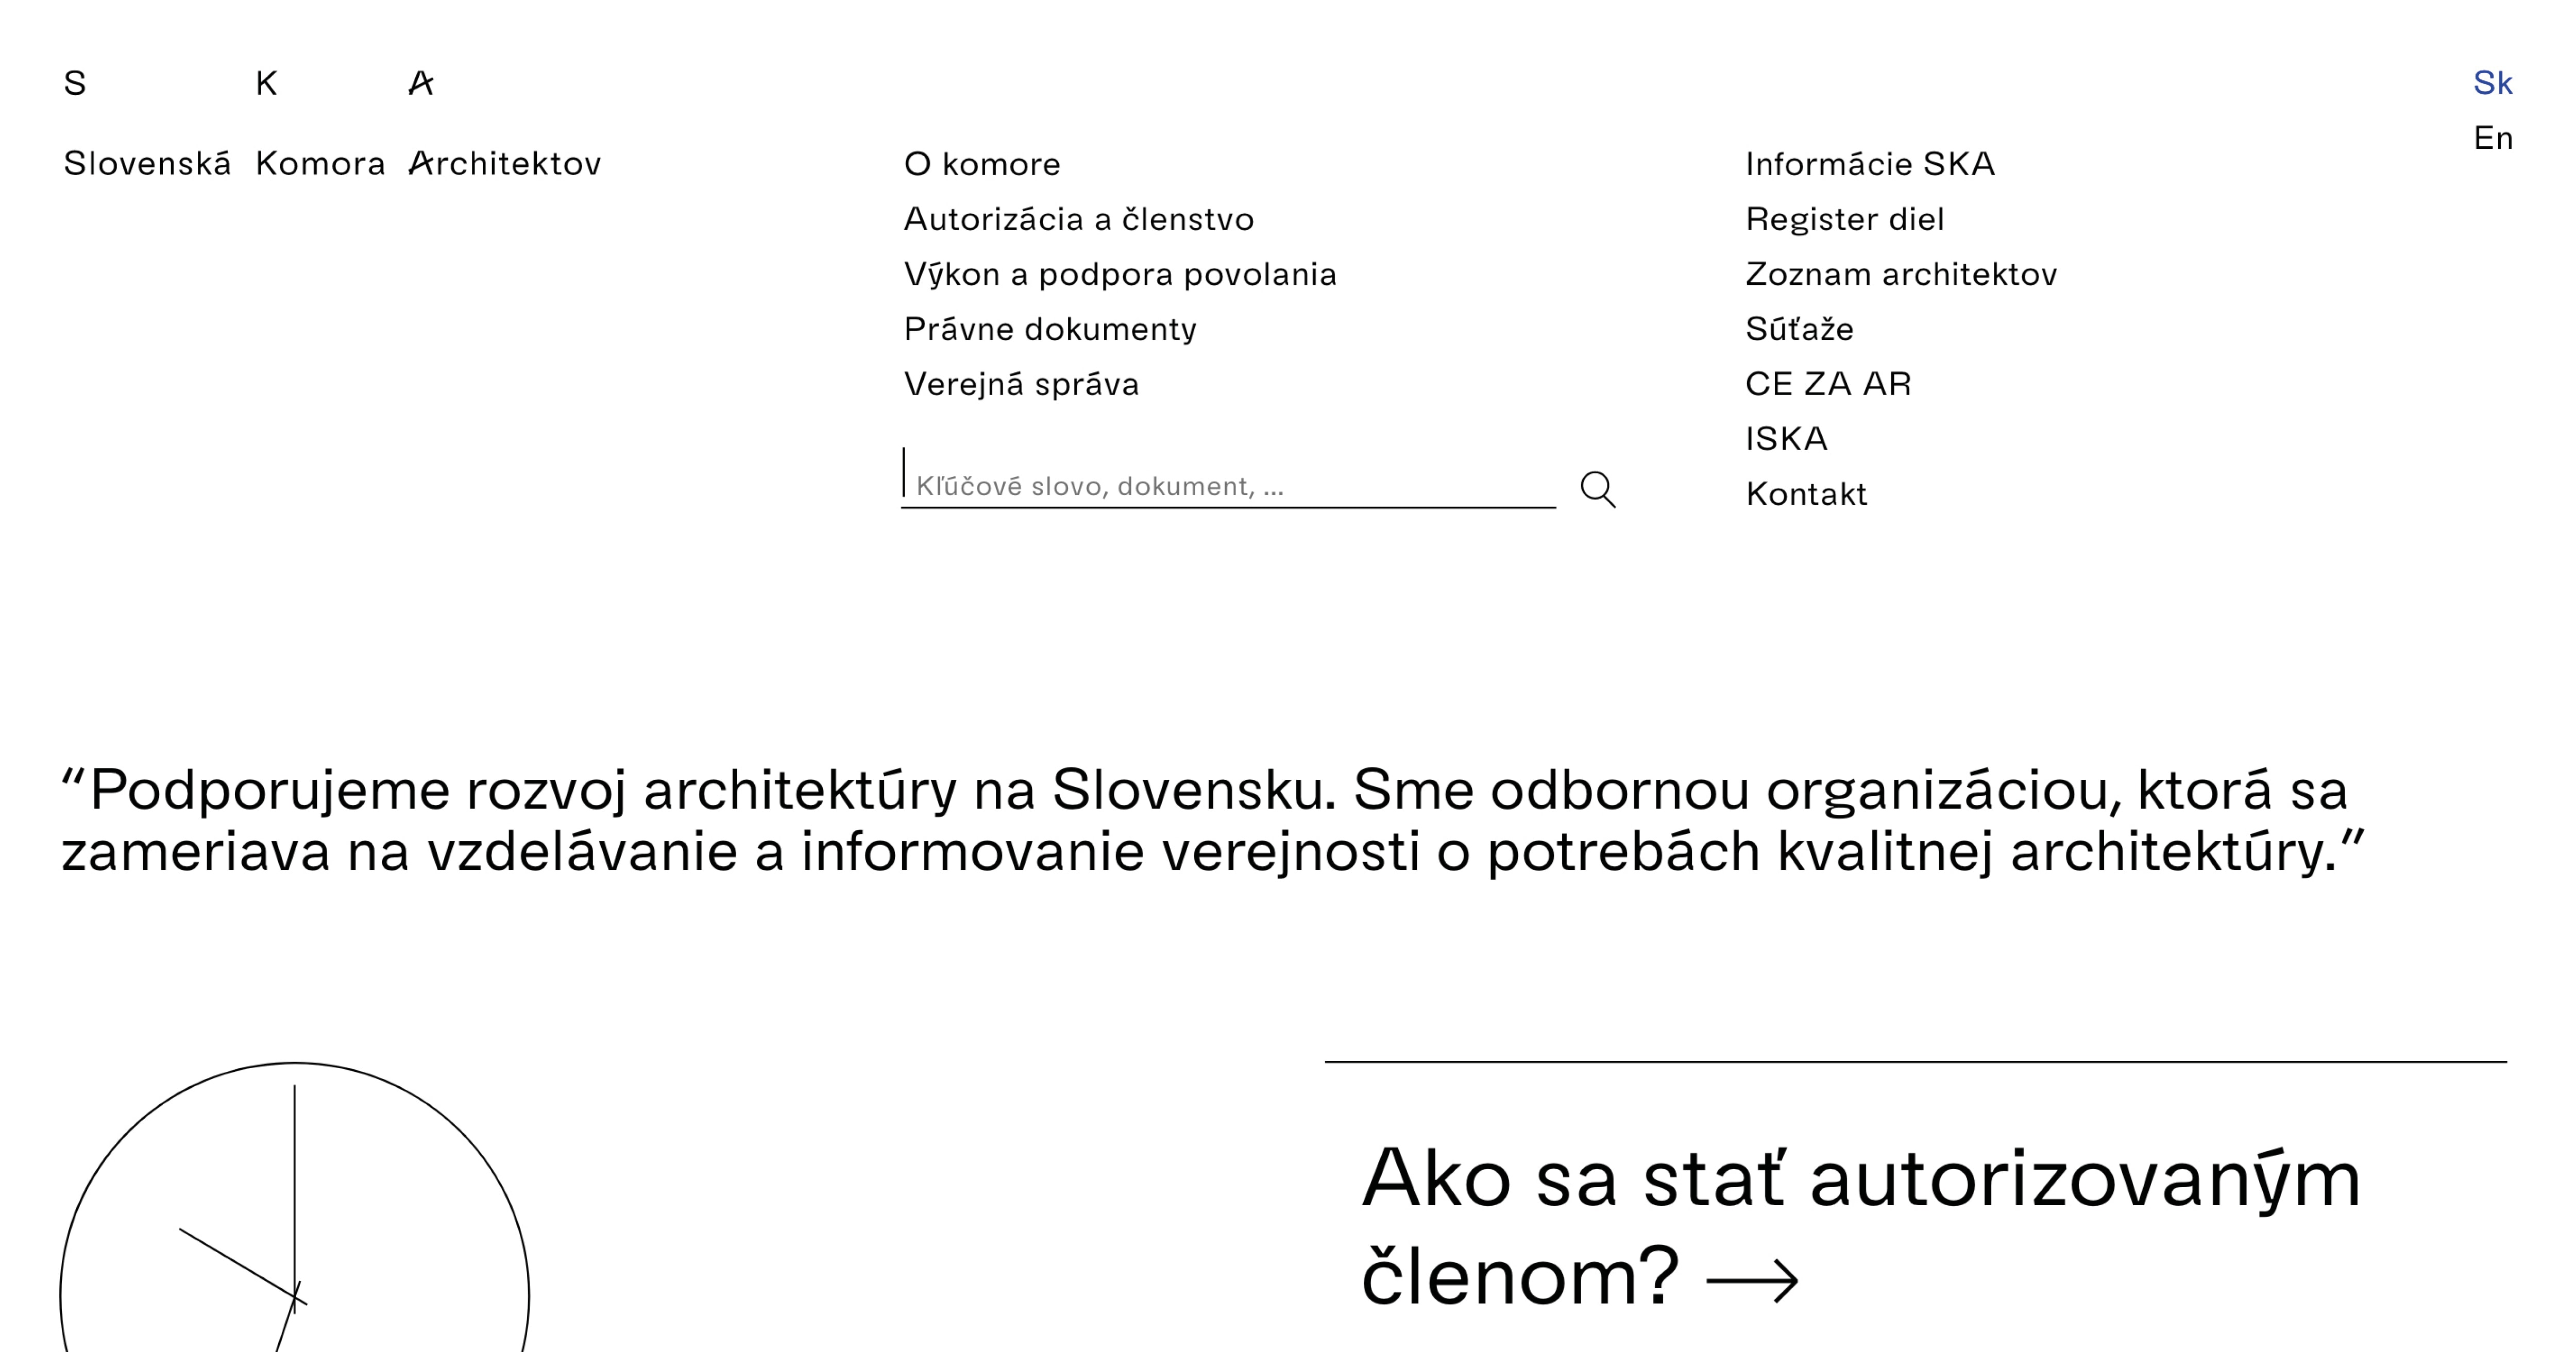 S K A
Slovenská Komora Architektov
O komore
Autorizácia a členstvo
Výkon a podpora povolania
Právne dokumenty
Verejná správa
Kľúčové slovo, dokument, ...
Informácie SKA
Register diel
Zoznam architektov
Súťaže
CE ZA AR
ISKA
Kontakt
Sk
En
“Podporujeme rozvoj architektúry na Slovensku. Sme odbornou organizáciou, ktorá sa
zameriava na vzdelávanie a informovanie verejnosti o potrebách kvalitnej architektúry.”
Ako sa stať autorizovaným
členom? →